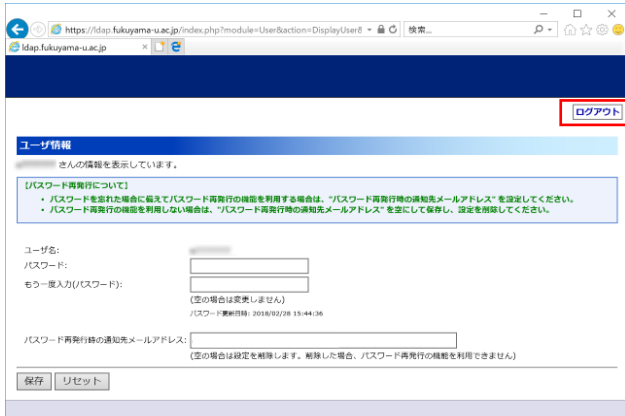 https://ldap.fukuyama-u.ac.jp/index.php?module=User&action=DisplayUser&
検索...
ldap.fukuyama-u.ac.jp
ログアウト
ユーザ情報
さんの情報を表示しています。
【パスワード再発行について】
・ パスワードを忘れた場合に備えてパスワード再発行の機能を利用する場合は、"パスワード再発行時の通知先メールアドレス" を設定してください。
・ パスワード再発行の機能を利用しない場合は、"パスワード再発行時の通知先メールアドレス" を空にして保存し、設定を削除してください。
ユーザ名:
パスワード:
もう一度入力(パスワード):
(空の場合は変更しません)
パスワード更新日時: 2018/02/28 15:44:36
パスワード再発行時の通知先メールアドレス:
(空の場合は設定を削除します。削除した場合、パスワード再発行の機能を利用できません)
保存 リセット